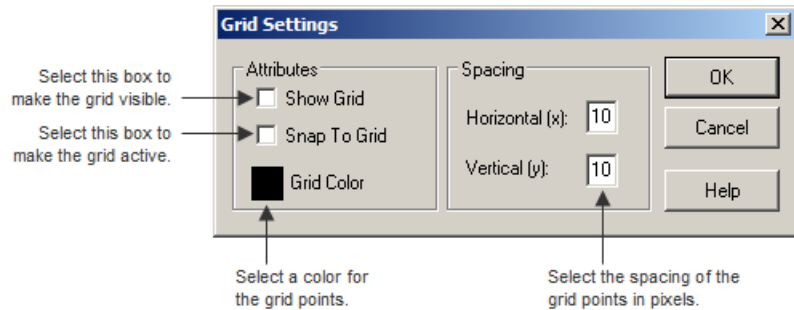 Grid Settings
Select this box to
make the grid visible.
Select this box to
make the grid active.
Attributes
Show Grid
Snap To Grid
Grid Color
Spacing
Horizontal (x): 10
Vertical (y): 10
OK
Cancel
Help
Select a color for
the grid points.
Select the spacing of the
grid points in pixels.